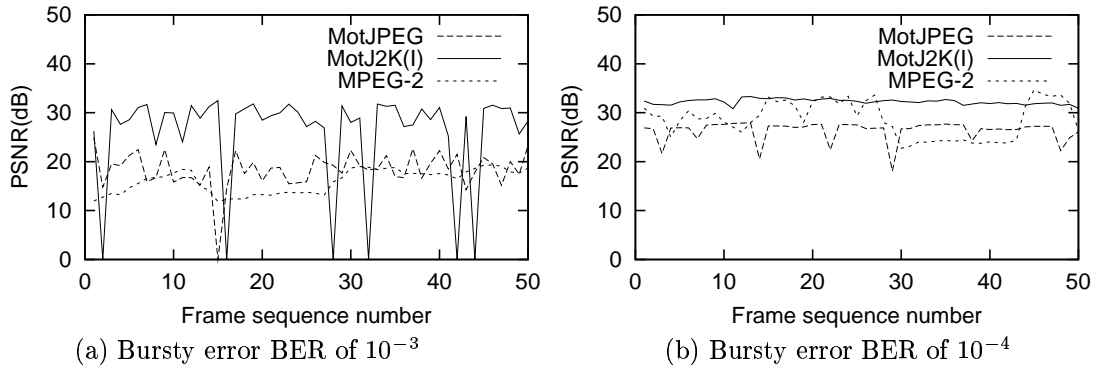 50
40
30
20
10
0
PSNR(dB)
MotJPEG
MotJ2K(I)
MPEG-2
0 10 20 30 40 50
Frame sequence number
(a) Bursty error BER of 10⁻³
50
40
30
20
10
0
PSNR(dB)
MotJPEG
MotJ2K(I)
MPEG-2
0 10 20 30 40 50
Frame sequence number
(b) Bursty error BER of 10⁻⁴